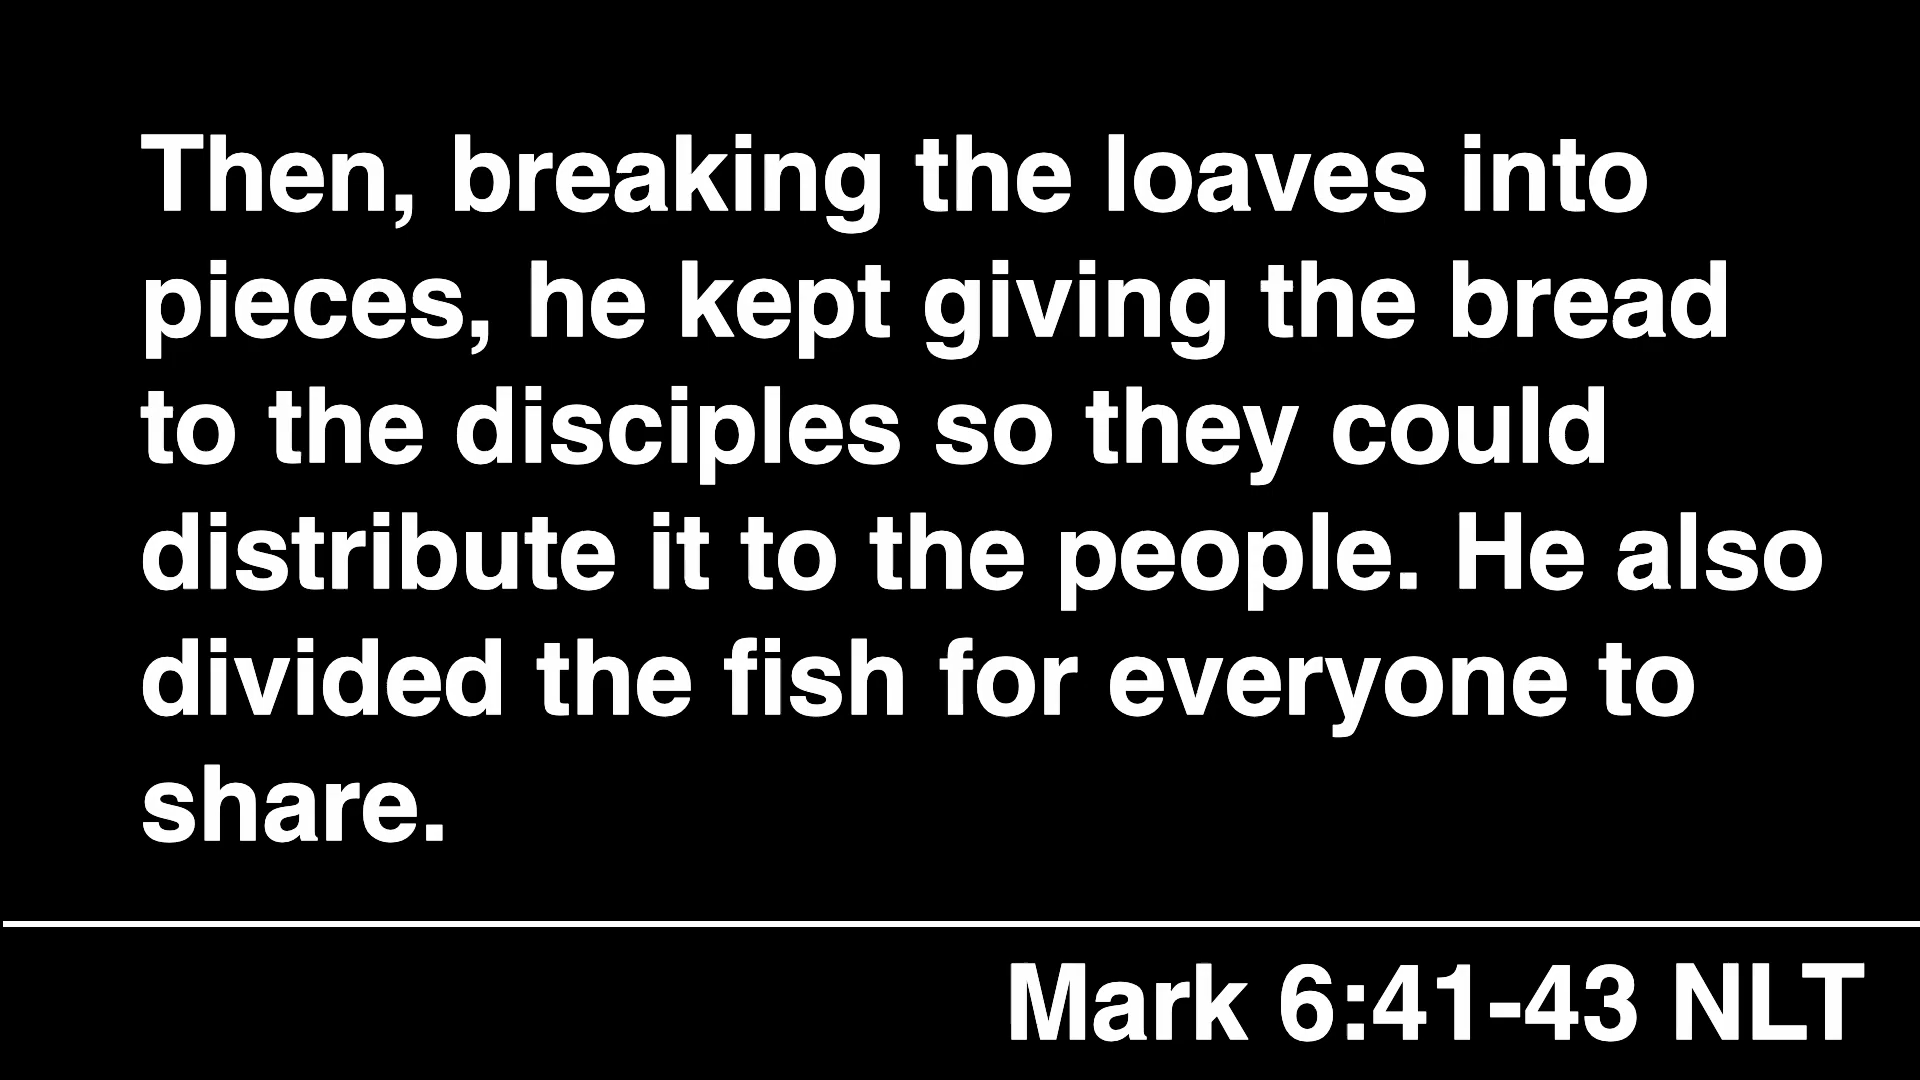 Then, breaking the loaves into
pieces, he kept giving the bread
to the disciples so they could
distribute it to the people. He also
divided the fish for everyone to
share.
Mark 6:41-43 NLT